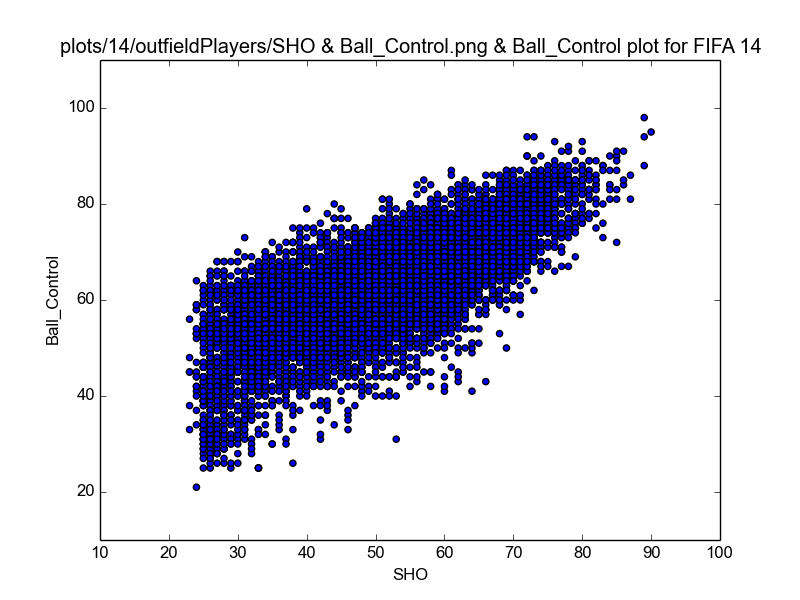 plots/14/outfieldPlayers/SHO & Ball_Control.png & Ball_Control plot for FIFA 14
100
80
60
40
20
Ball_Control
10 20 30 40 50 60 70 80 90 100
SHO